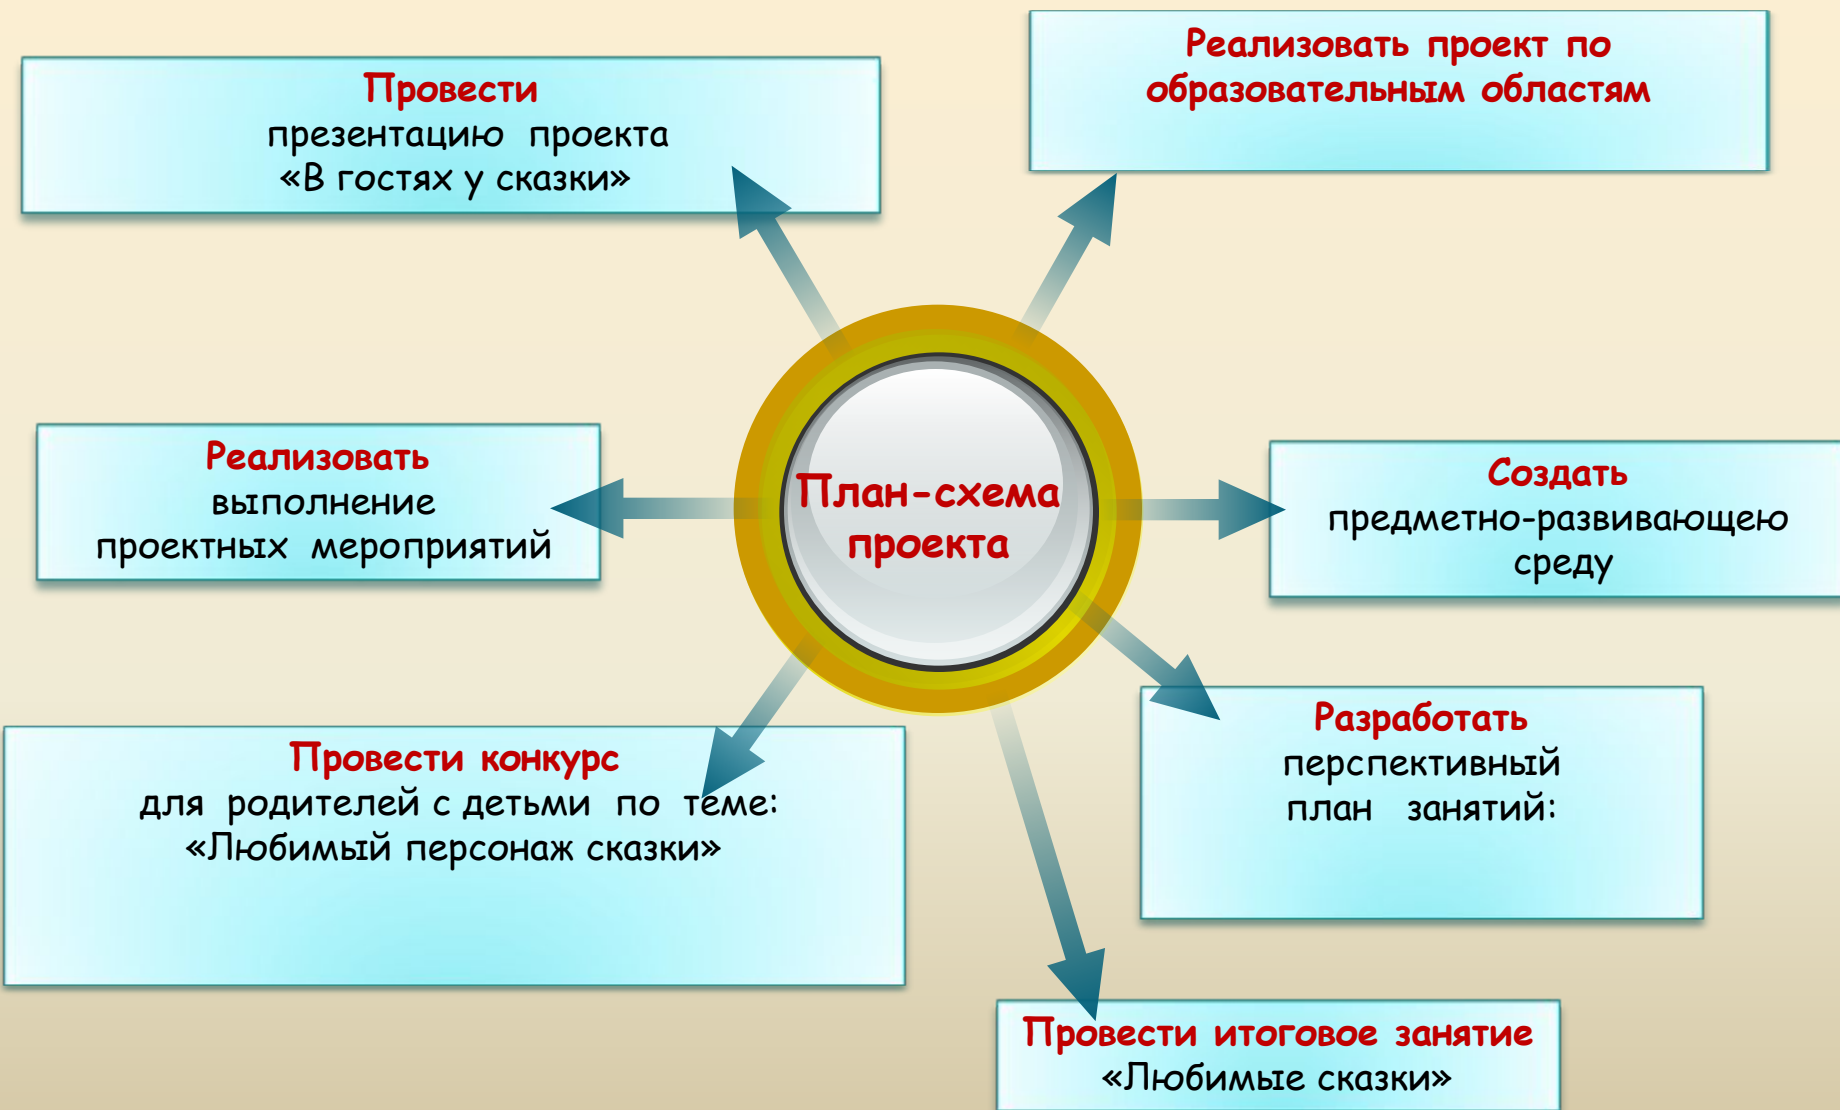 Провести
презентацию проекта
«В гостях у сказки»
Реализовать проект по
образовательным областям
Реализовать
выполнение
проектных мероприятий
План-схема
проекта
Создать
предметно-развивающею
среду
Провести конкурс
для родителей с детьми по теме:
«Любимый персонаж сказки»
Разработать
перспективный
план занятий:
Провести итоговое занятие
«Любимые сказки»